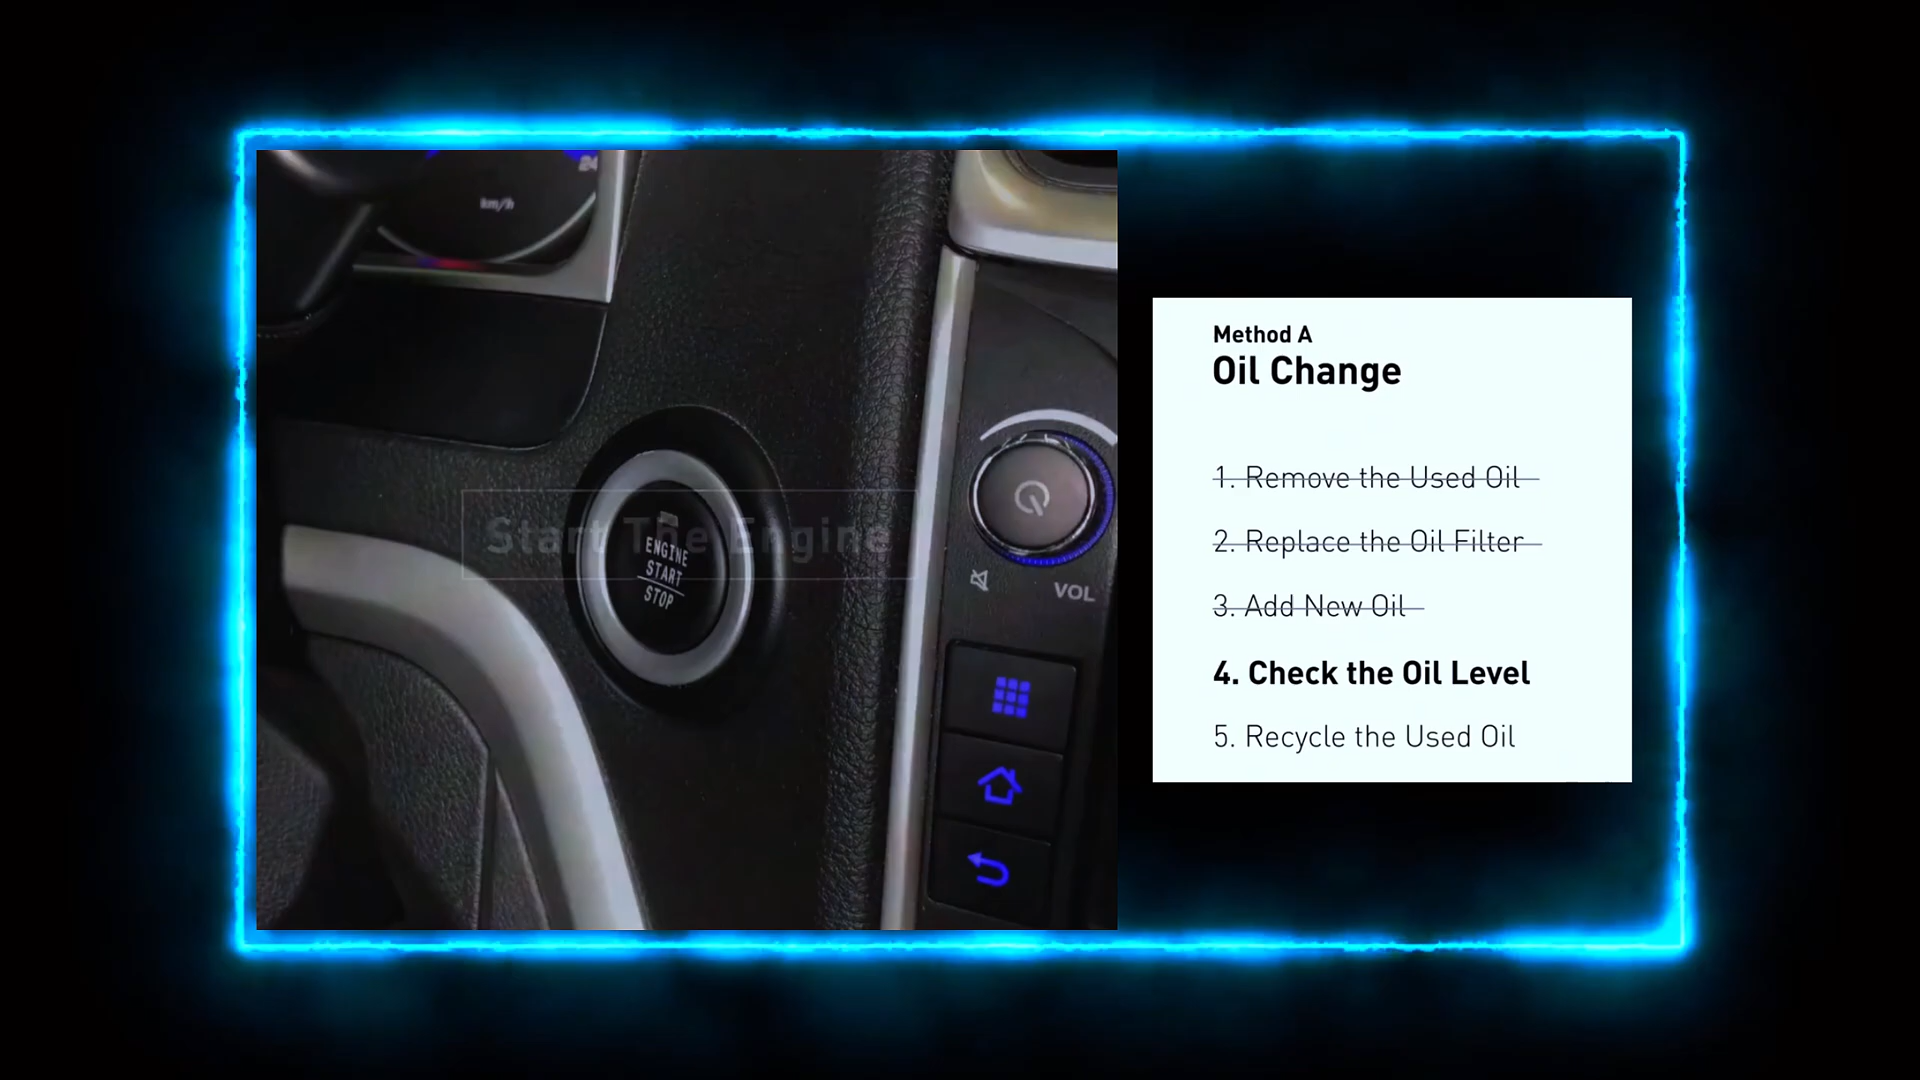 24
km/h
Start The Engine
ENGINE
START
STOP
VOL
Method A
Oil Change
1. Remove the Used Oil
2. Replace the Oil Filter
3. Add New Oil
4. Check the Oil Level
5. Recycle the Used Oil